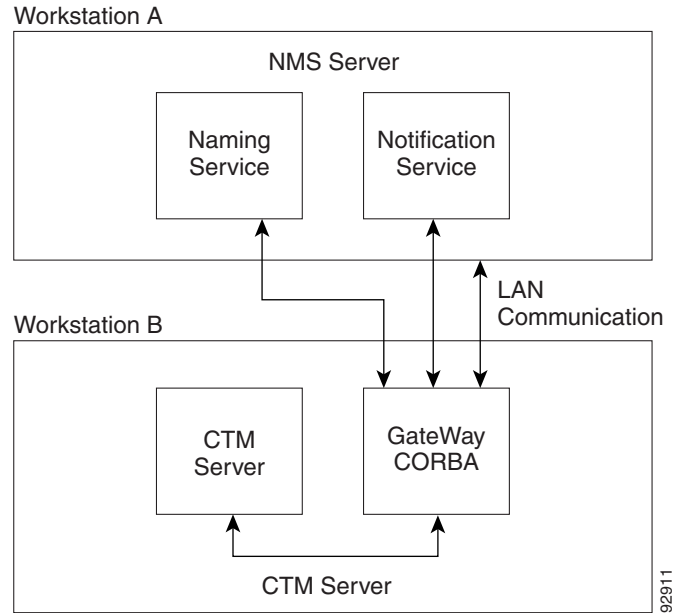 Workstation A
NMS Server
Naming
Service
Notification
Service
LAN
Communication
Workstation B
CTM
Server
GateWay
CORBA
CTM Server
92911